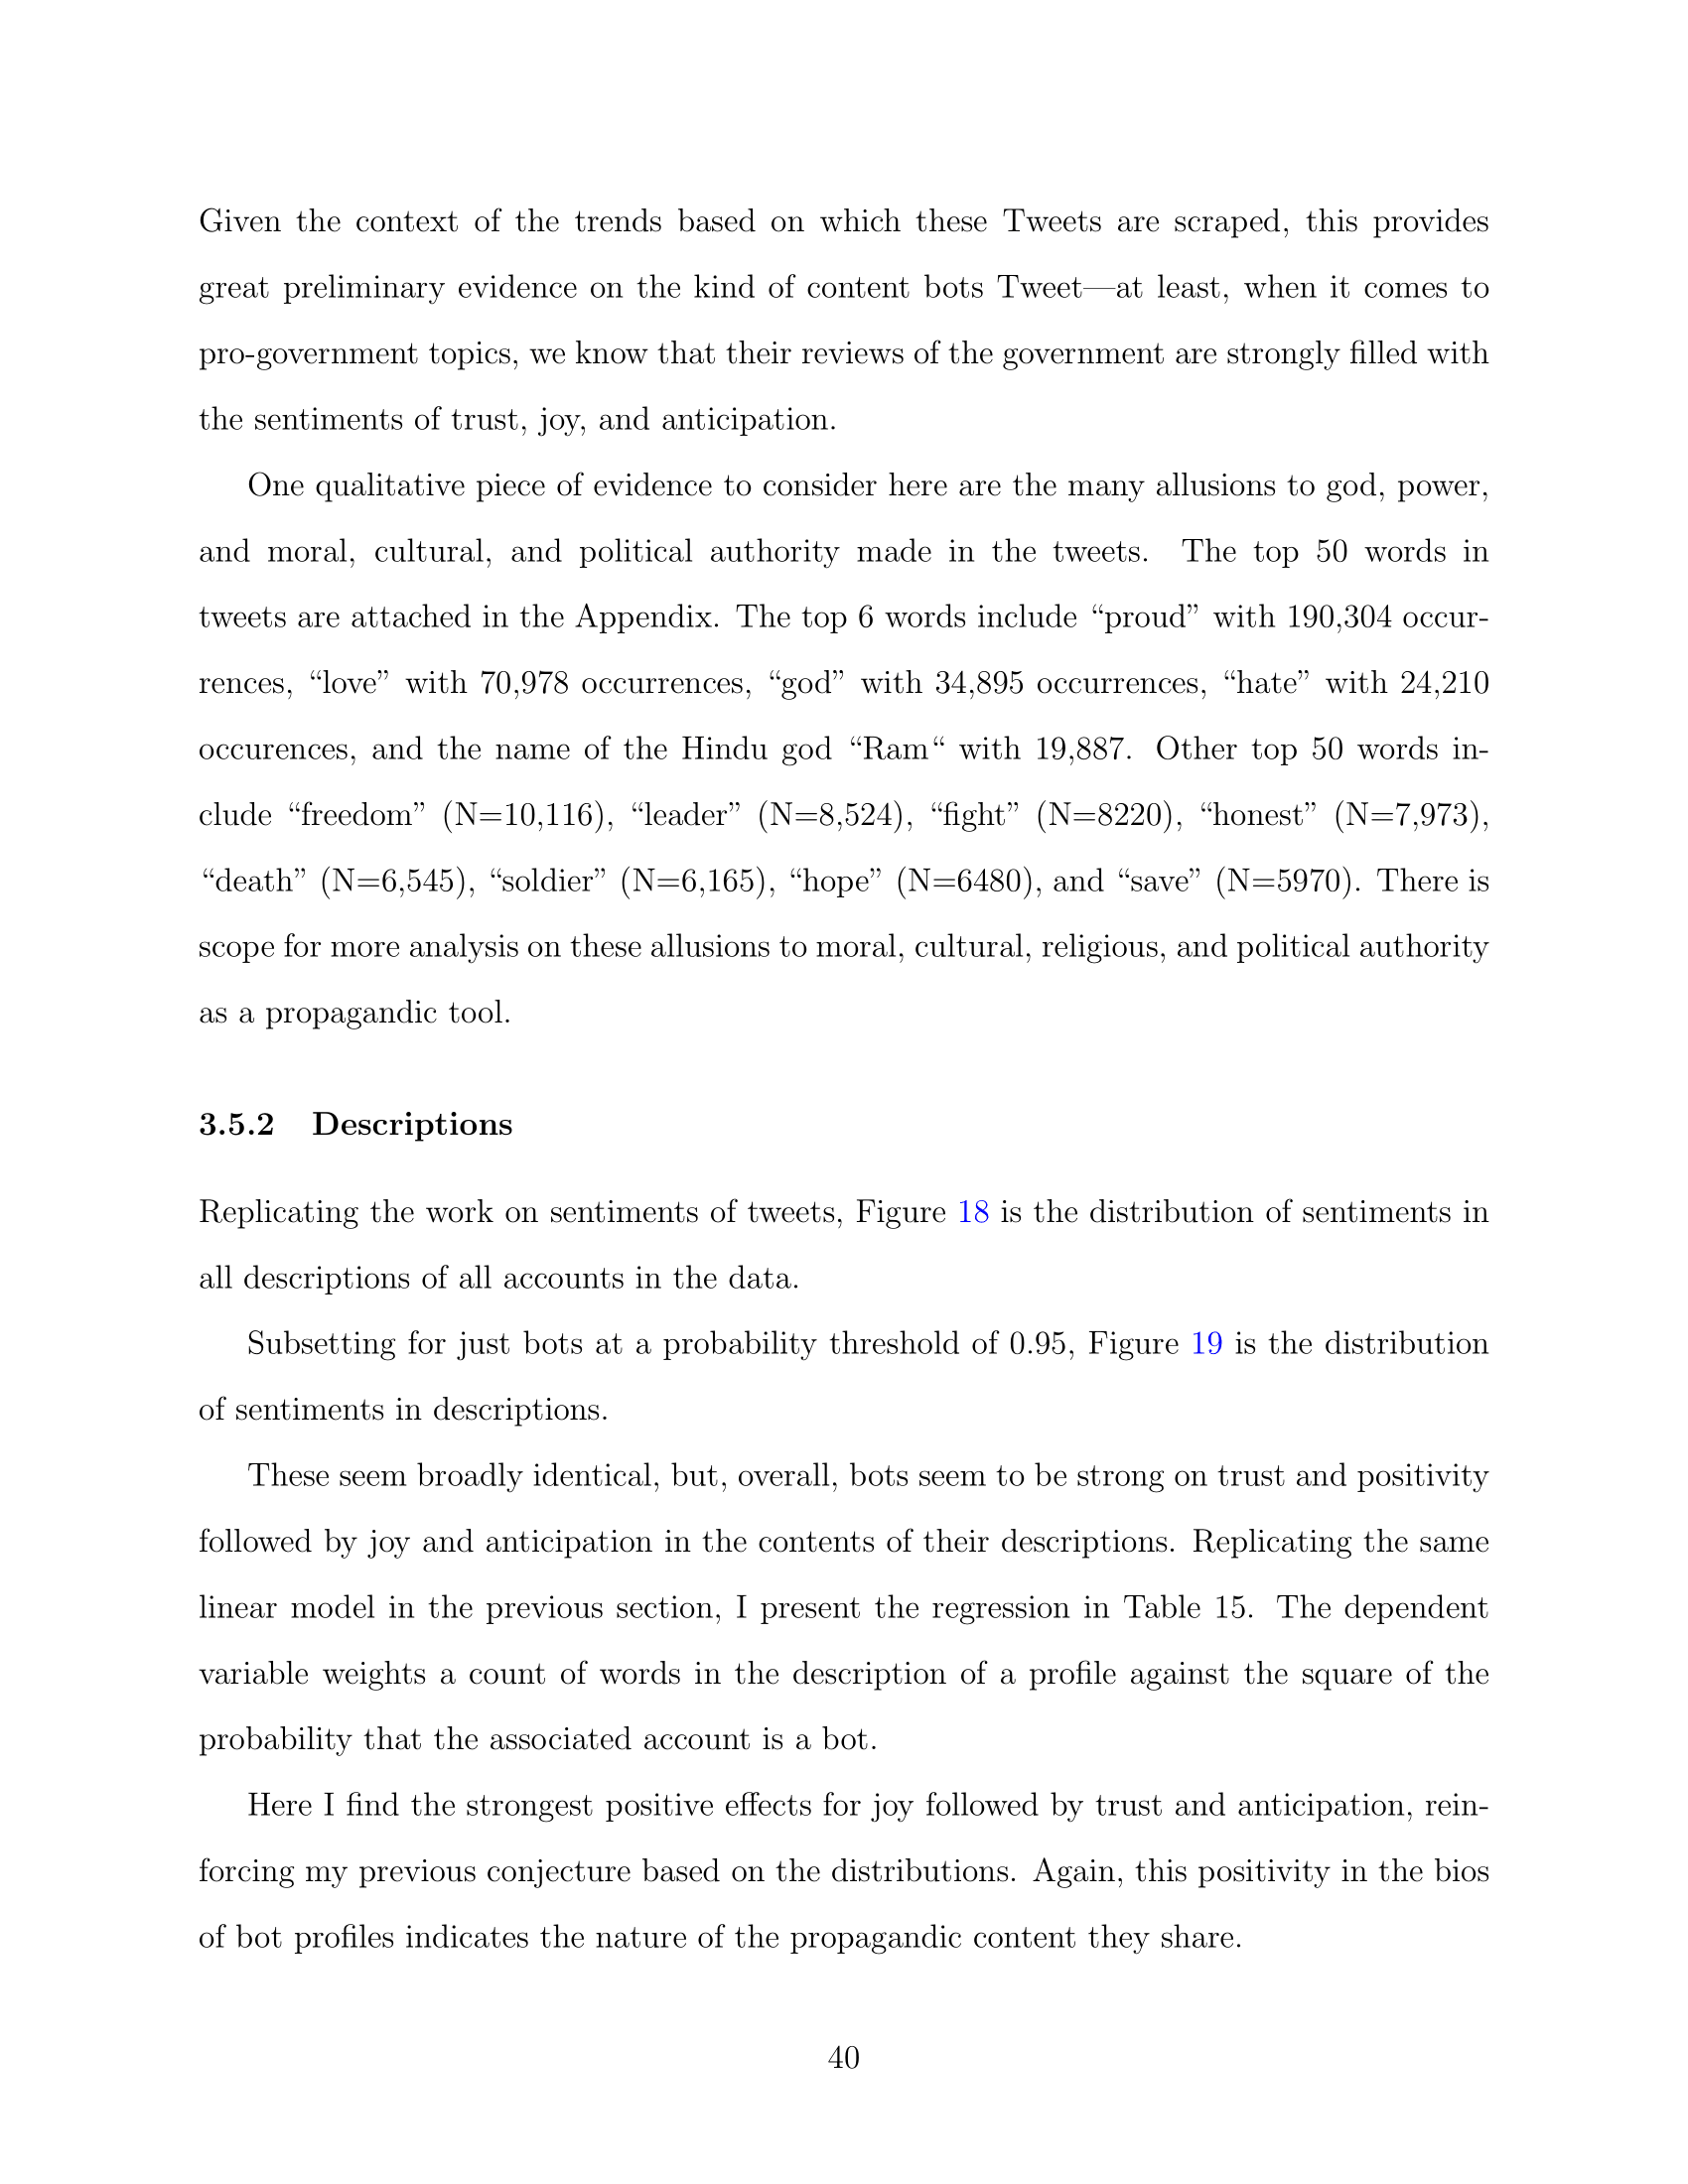 Given the context of the trends based on which these Tweets are scraped, this provides
great preliminary evidence on the kind of content bots Tweet—at least, when it comes to
pro-government topics, we know that their reviews of the government are strongly filled with
the sentiments of trust, joy, and anticipation.
One qualitative piece of evidence to consider here are the many allusions to god, power,
and moral, cultural, and political authority made in the tweets. The top 50 words in
tweets are attached in the Appendix. The top 6 words include “proud” with 190,304 occur-
rences, “love” with 70,978 occurrences, “god” with 34,895 occurrences, “hate” with 24,210
occurences, and the name of the Hindu god “Ram“ with 19,887. Other top 50 words in-
clude “freedom” (N=10,116), “leader” (N=8,524), “fight” (N=8220), “honest” (N=7,973),
“death” (N=6,545), “soldier” (N=6,165), “hope” (N=6480), and “save” (N=5970). There is
scope for more analysis on these allusions to moral, cultural, religious, and political authority
as a propagandic tool.
3.5.2 Descriptions
Replicating the work on sentiments of tweets, Figure 18 is the distribution of sentiments in
all descriptions of all accounts in the data.
Subsetting for just bots at a probability threshold of 0.95, Figure 19 is the distribution
of sentiments in descriptions.
These seem broadly identical, but, overall, bots seem to be strong on trust and positivity
followed by joy and anticipation in the contents of their descriptions. Replicating the same
linear model in the previous section, I present the regression in Table 15. The dependent
variable weights a count of words in the description of a profile against the square of the
probability that the associated account is a bot.
Here I find the strongest positive effects for joy followed by trust and anticipation, rein-
forcing my previous conjecture based on the distributions. Again, this positivity in the bios
of bot profiles indicates the nature of the propagandic content they share.
40